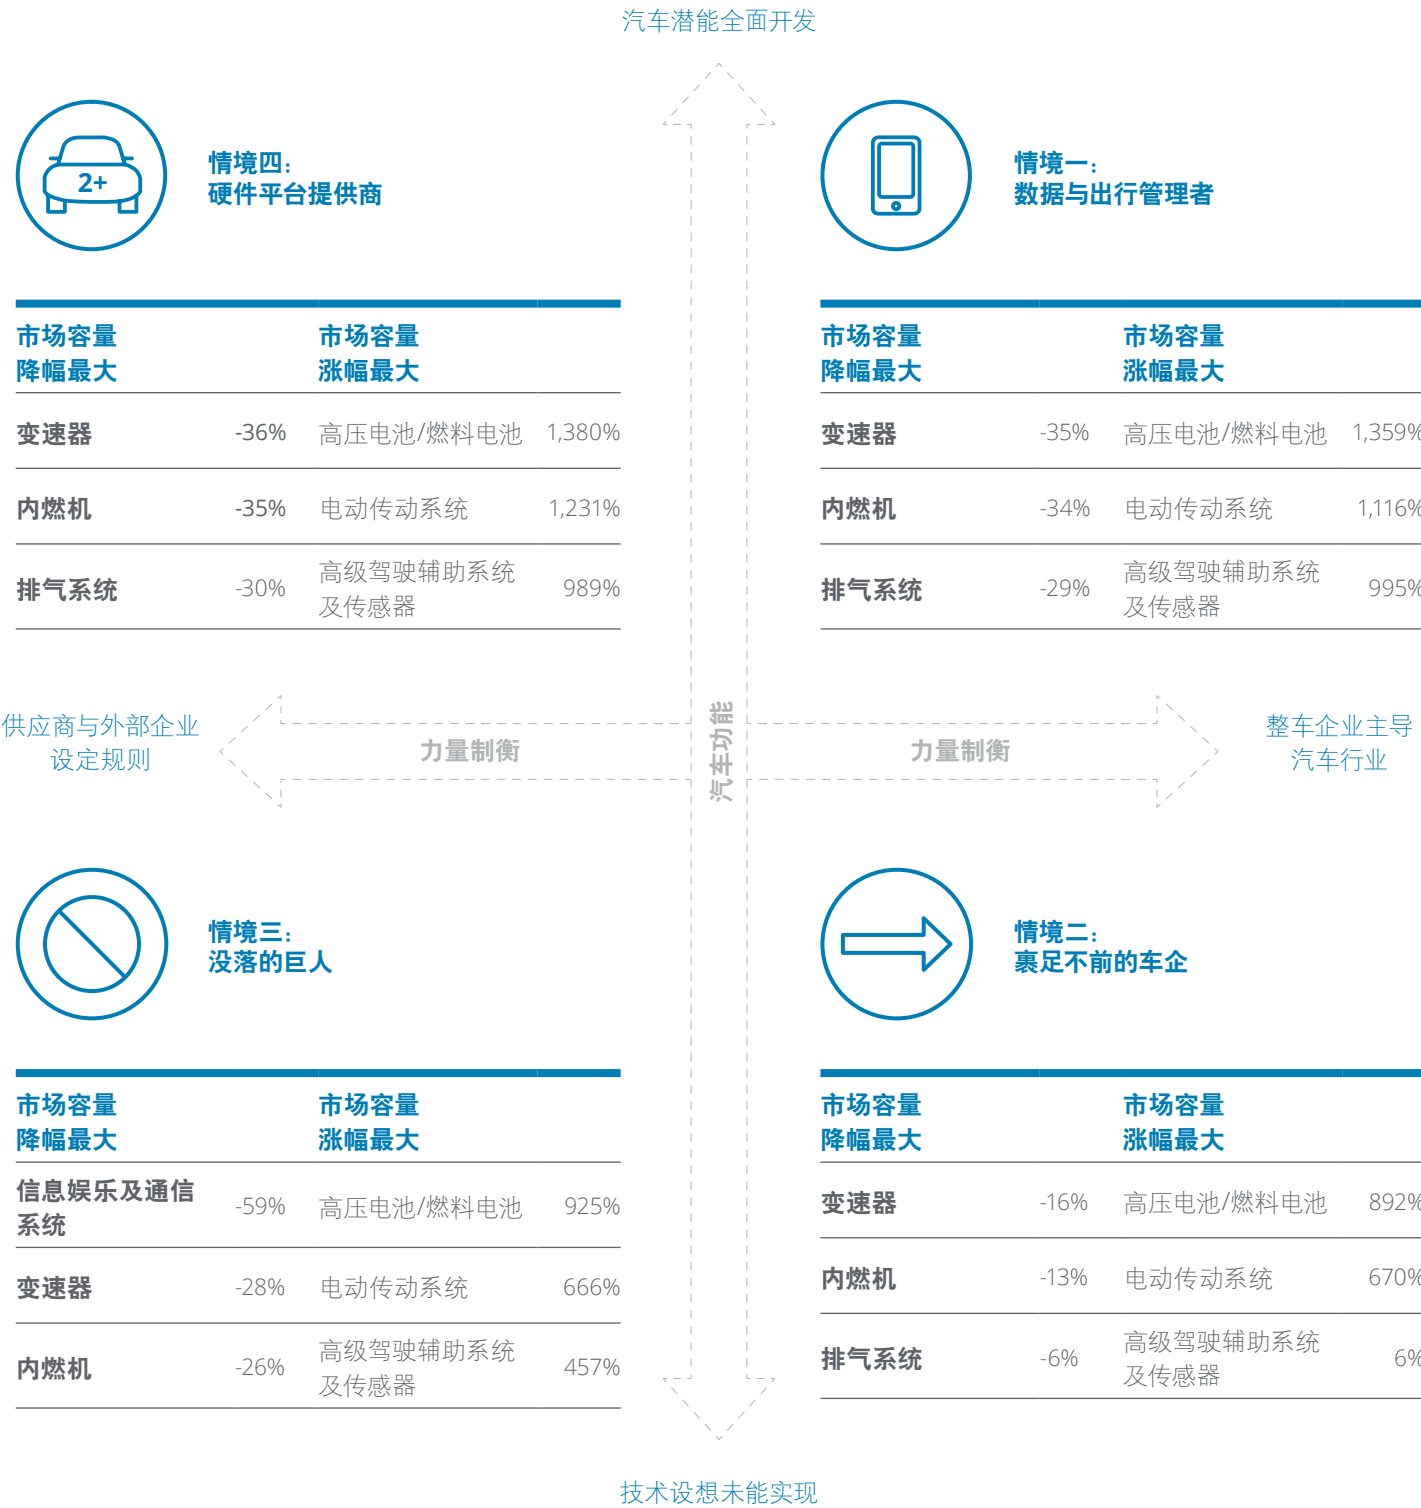 汽车潜能全面开发
2+
情境四：
硬件平台提供商
市场容量 市场容量
降幅最大 涨幅最大
变速器 -36% 高压电池/燃料电池 1,380%
内燃机 -35% 电动传动系统 1,231%
排气系统 -30% 高级驾驶辅助系统 989%
及传感器
情境一：
数据与出行管理者
市场容量 市场容量
降幅最大 涨幅最大
变速器 -35% 高压电池/燃料电池 1,359%
内燃机 -34% 电动传动系统 1,116%
排气系统 -29% 高级驾驶辅助系统 995%
及传感器
供应商与外部企业
设定规则
力量制衡
汽车功能
力量制衡
整车企业主导
汽车行业
情境三：
没落的巨人
市场容量 市场容量
降幅最大 涨幅最大
信息娱乐及通信
系统 -59% 高压电池/燃料电池 925%
变速器 -28% 电动传动系统 666%
内燃机 -26% 高级驾驶辅助系统 457%
及传感器
情境二：
裹足不前的车企
市场容量 市场容量
降幅最大 涨幅最大
变速器 -16% 高压电池/燃料电池 892%
内燃机 -13% 电动传动系统 670%
排气系统 -6% 高级驾驶辅助系统 6%
及传感器
技术设想未能实现